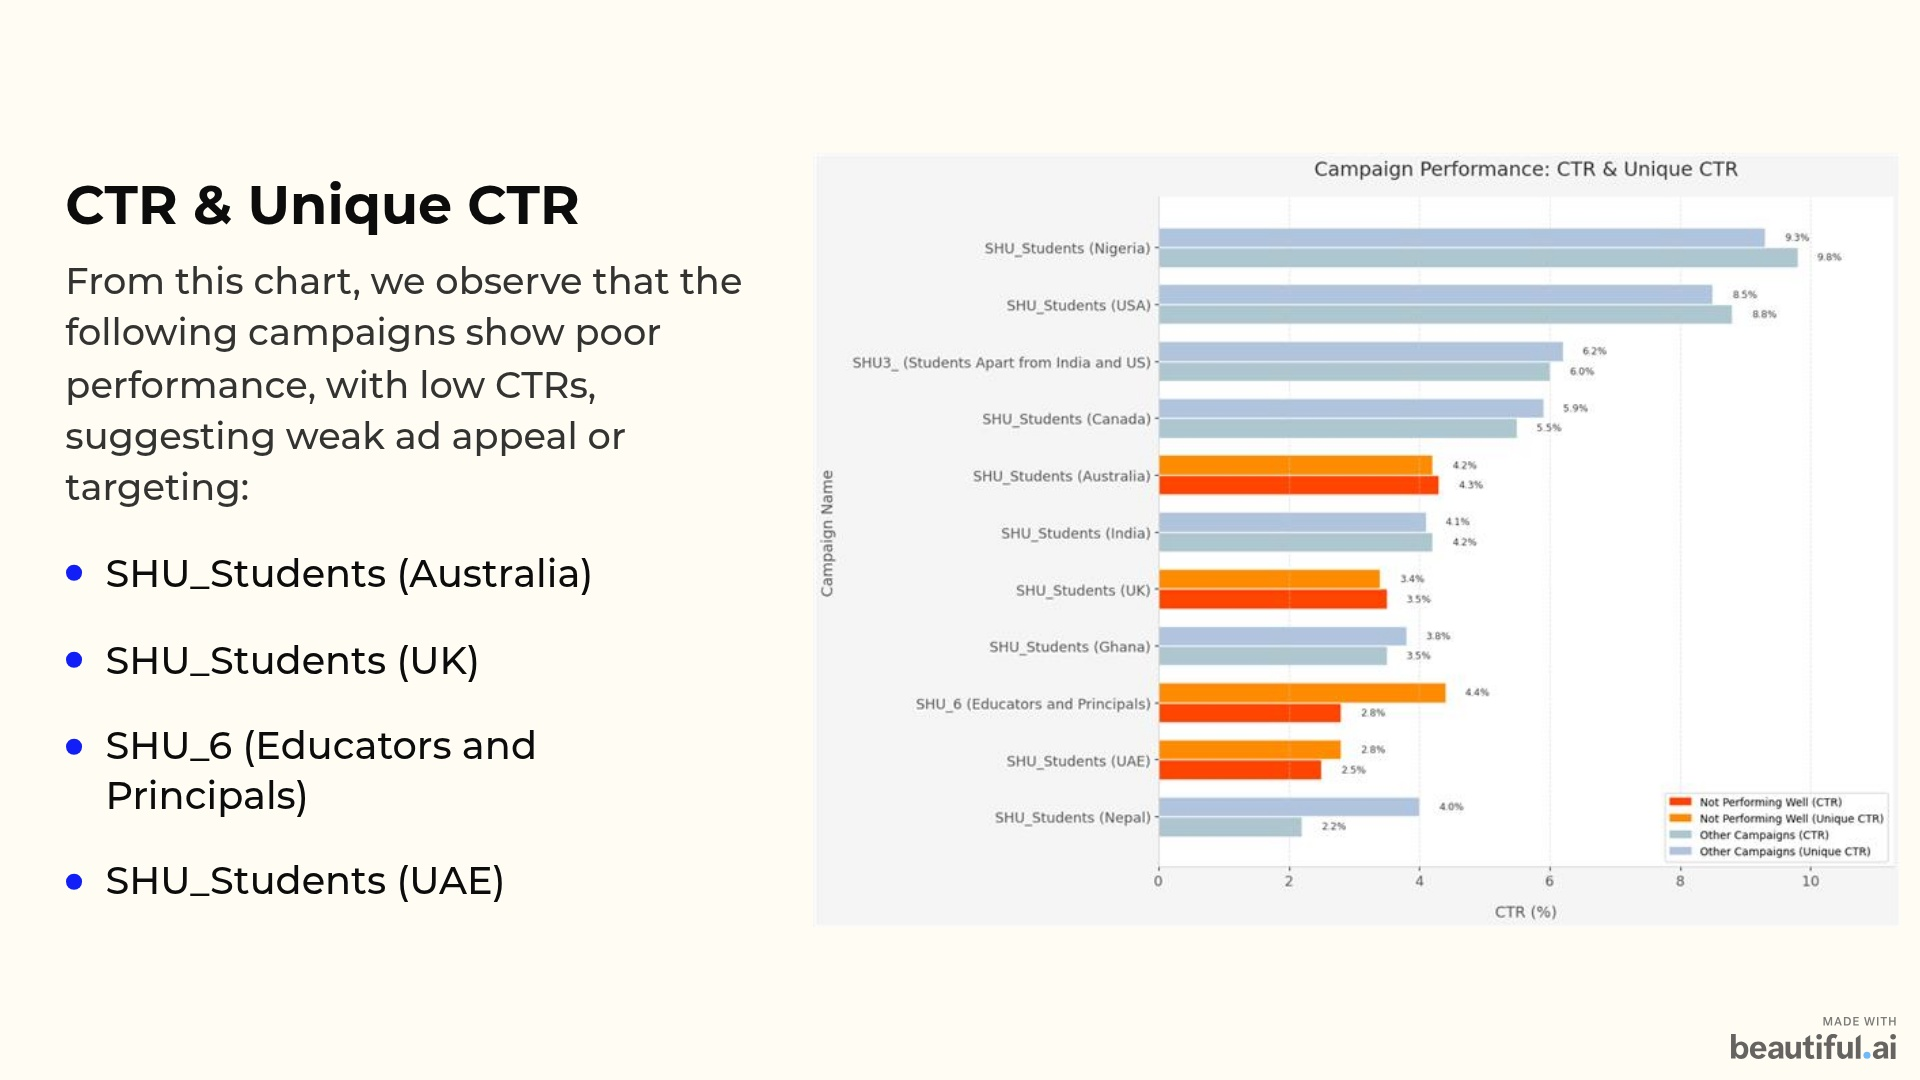 CTR & Unique CTR
From this chart, we observe that the
following campaigns show poor
performance, with low CTRs,
suggesting weak ad appeal or
targeting:
SHU_Students (Australia)
SHU_Students (UK)
SHU_6 (Educators and
Principals)
SHU_Students (UAE)
Campaign Performance: CTR & Unique CTR
Campaign Name
SHU_Students (Nigeria)
9.3%
9.8%
SHU_Students (USA)
8.5%
8.8%
SHU3_ (Students Apart from India and US)
6.2%
6.0%
SHU_Students (Canada)
5.9%
5.5%
SHU_Students (Australia)
4.2%
4.3%
SHU_Students (India)
4.1%
4.2%
SHU_Students (UK)
3.4%
3.5%
SHU_Students (Ghana)
3.8%
3.5%
SHU_6 (Educators and Principals)
4.4%
2.8%
SHU_Students (UAE)
2.8%
2.5%
SHU_Students (Nepal)
4.0%
2.2%
Not Performing Well (CTR)
Not Performing Well (Unique CTR)
Other Campaigns (CTR)
Other Campaigns (Unique CTR)
0 2 4 6 8 10
CTR (%)
MADE WITH
beautiful.ai